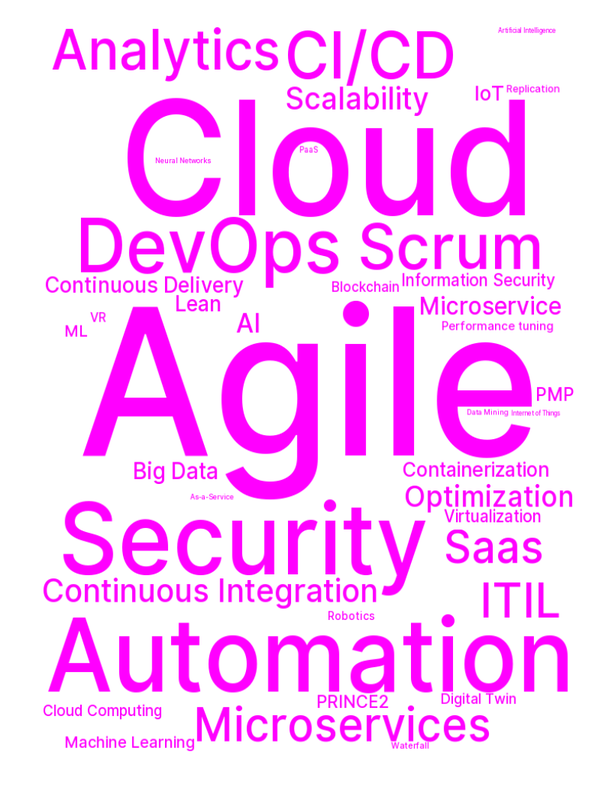 Artificial Intelligence
Analytics CI/CD
Scalability IoT Replication
Cloud
PaaS
Neural Networks
DevOps Scrum
Continuous Delivery Blockchain Information Security
Lean Microservice
VR AI
ML Performance tuning
Agile
PMP
Data Mining Internet of Things
Big Data Containerization
As-a-Service Optimization
Virtualization
Security Saas
Continuous Integration ITIL
Robotics
Automation
PRINCE2 Digital Twin
Cloud Computing Microservices
Machine Learning Waterfall